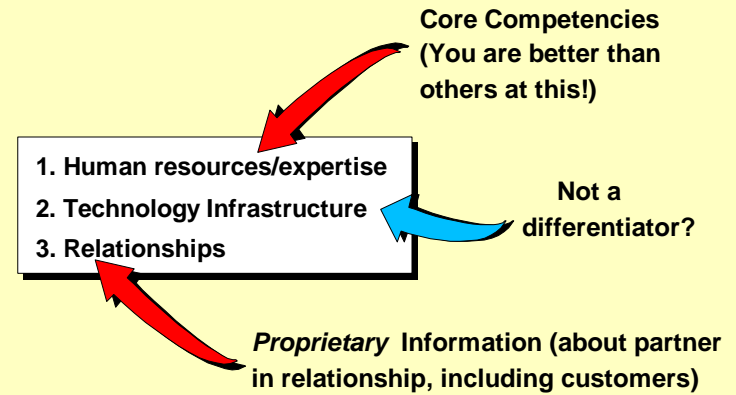 Core Competencies
(You are better than
others at this!)
1. Human resources/expertise
2. Technology Infrastructure
3. Relationships
Not a
differentiator?
Proprietary Information (about partner
in relationship, including customers)